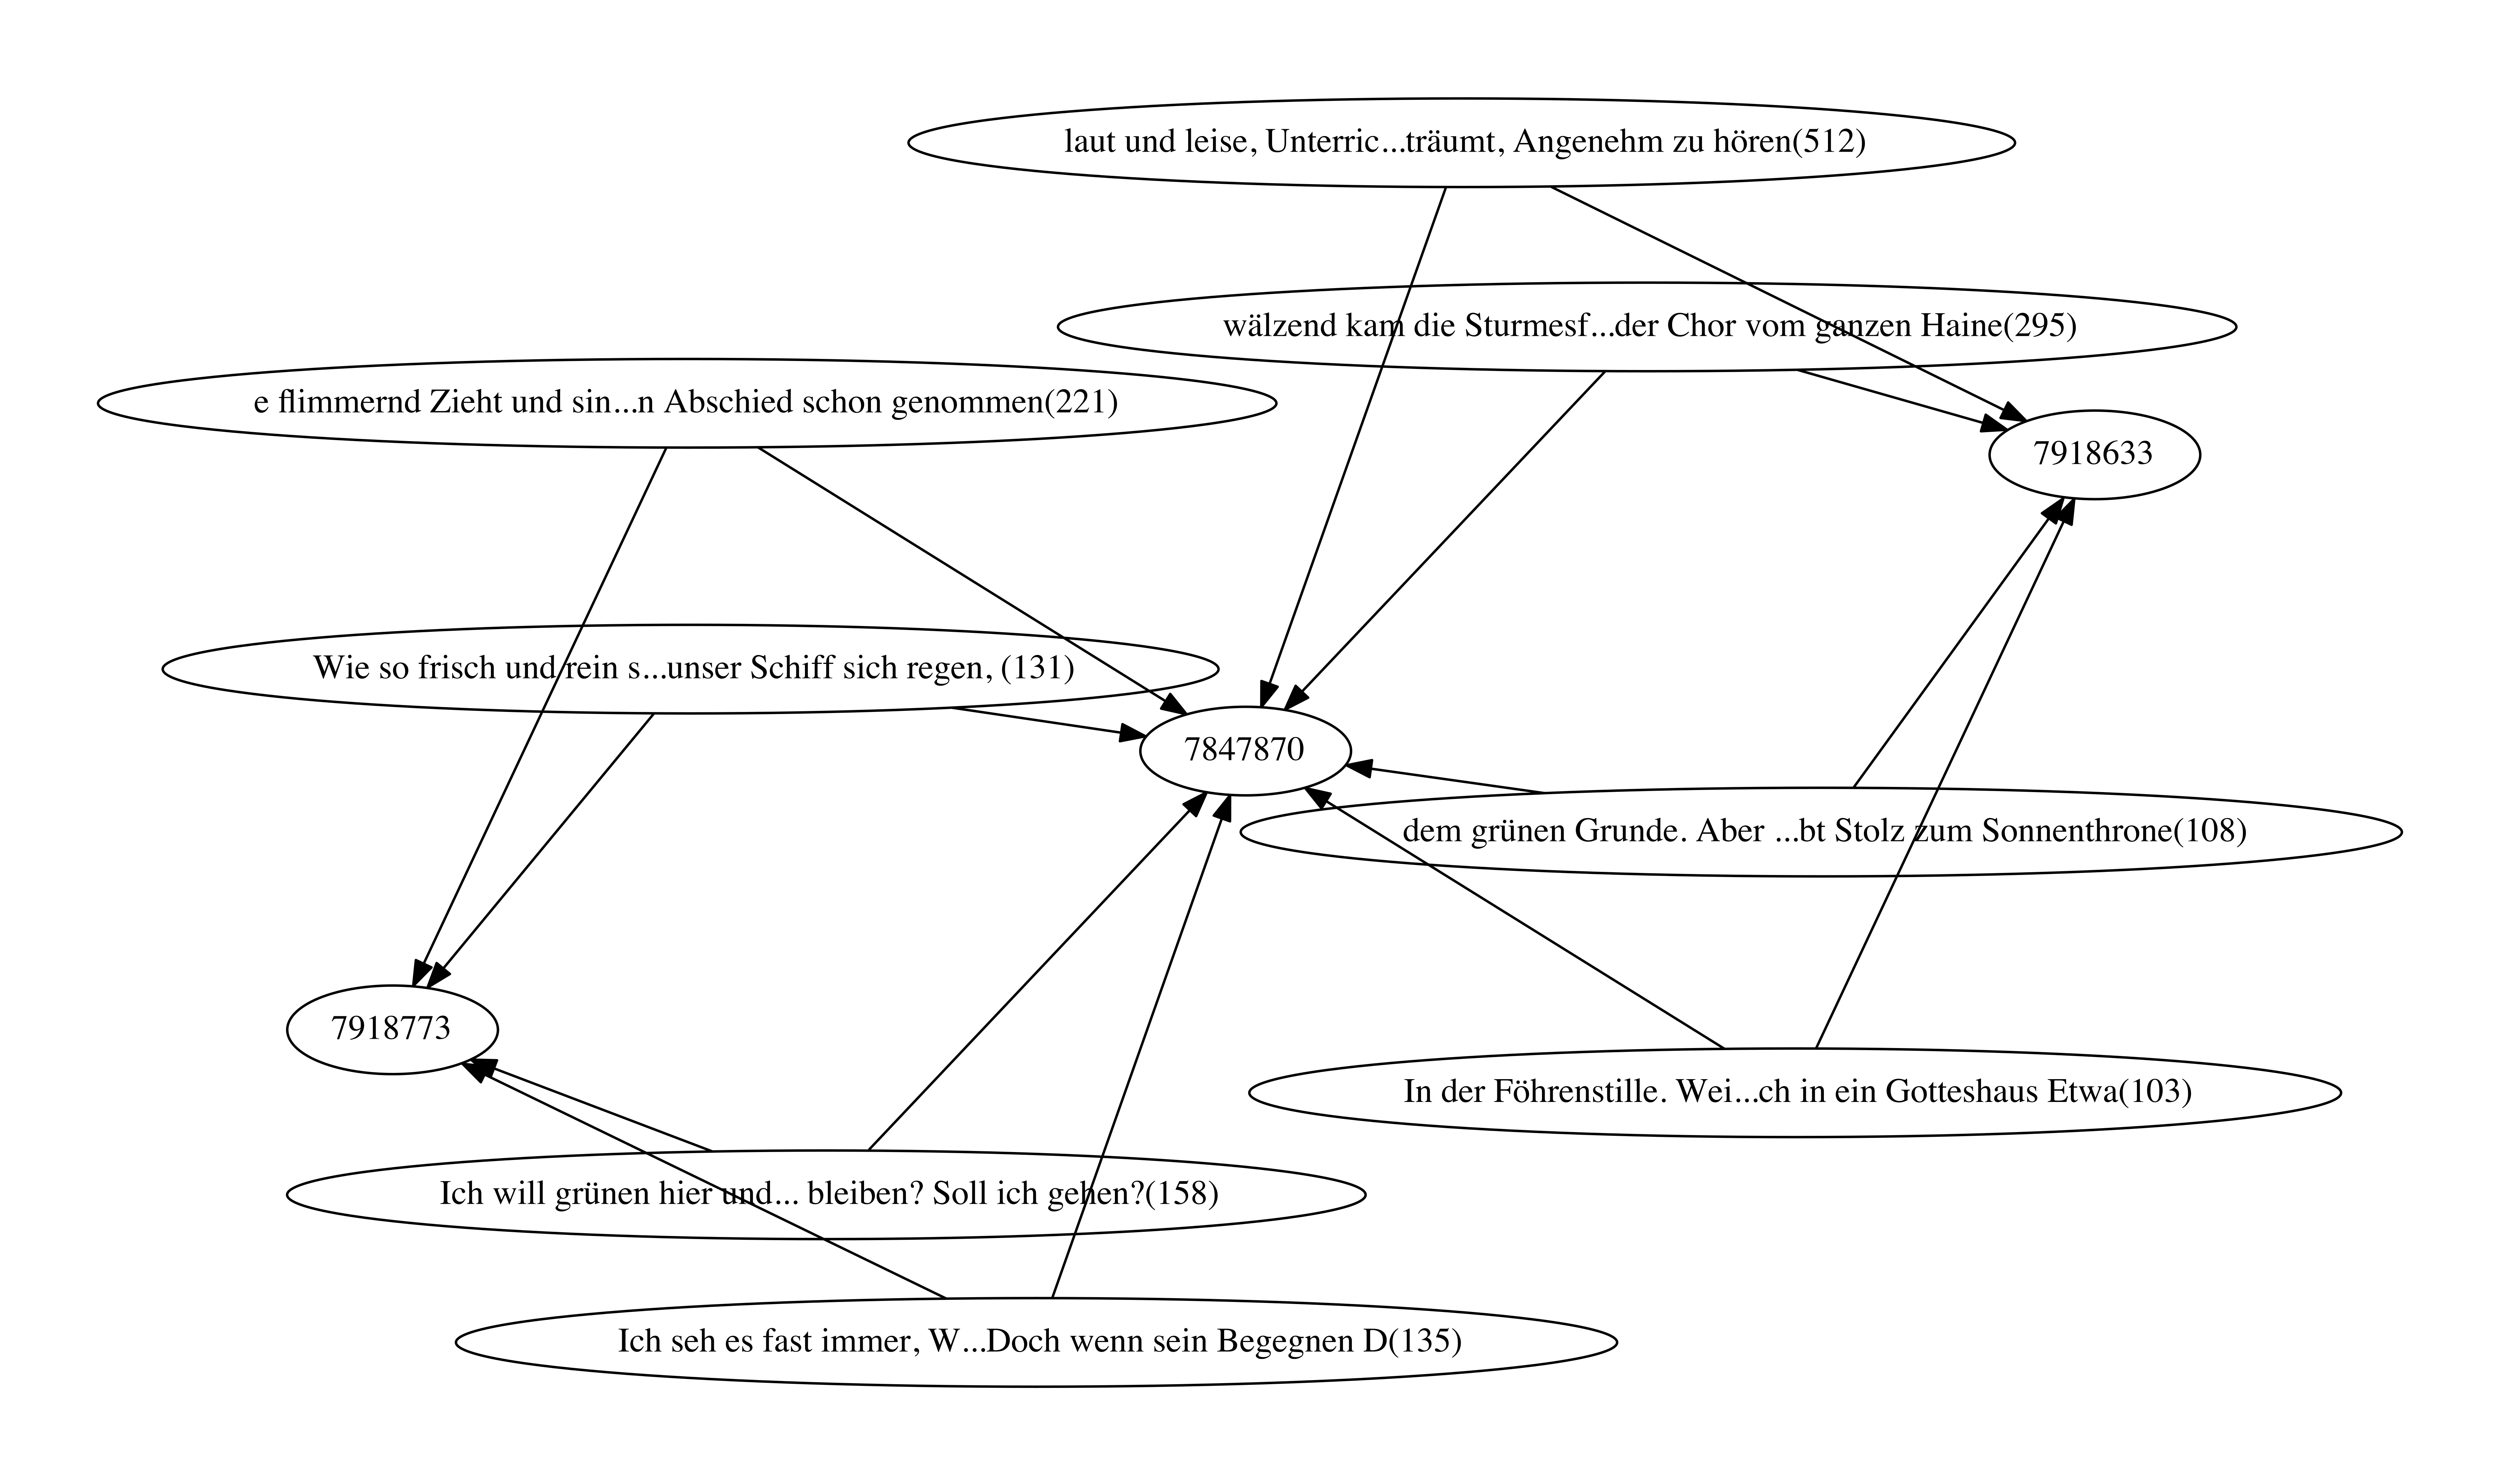 laut und leise, Unterric...träumt, Angenehm zu hören(512)
wälzend kam die Sturmesf...der Chor vom ganzen Haine(295)
e flimmernd Zieht und sin...n Abschied schon genommen(221)
7918633
Wie so frisch und rein s...unser Schiff sich regen, (131)
7847870
dem grünen Grunde. Aber ...bt Stolz zum Sonnenthrone(108)
7918773
In der Föhrenstille. Wei...ch in ein Gotteshaus Etwa(103)
Ich will grünen hier und... bleiben? Soll ich gehen?(158)
Ich seh es fast immer, W...Doch wenn sein Begegnen D(135)